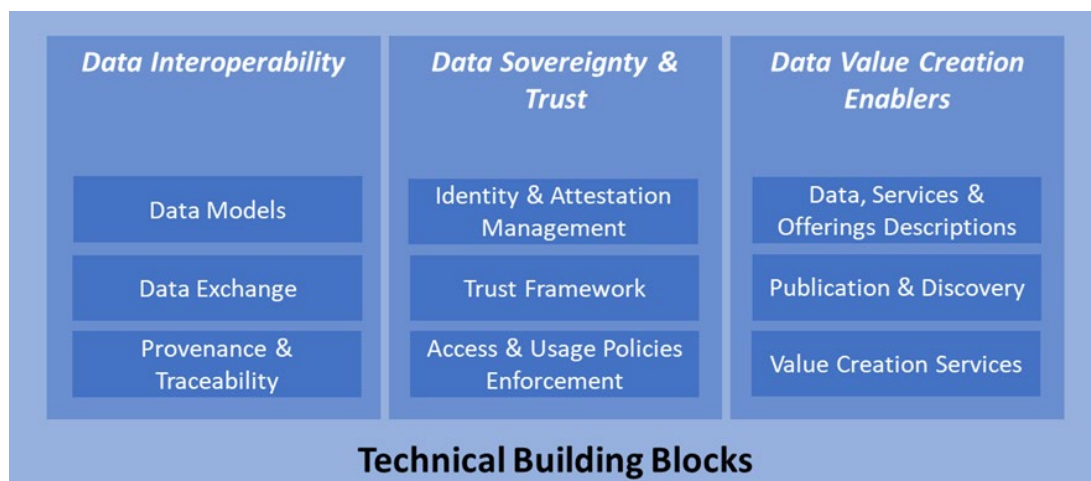 Data Interoperability
Data Models
Data Exchange
Provenance &
Traceability
Data Sovereignty &
Trust
Identity & Attestation
Management
Trust Framework
Access & Usage Policies
Enforcement
Data Value Creation
Enablers
Data, Services &
Offerings Descriptions
Publication & Discovery
Value Creation Services
Technical Building Blocks